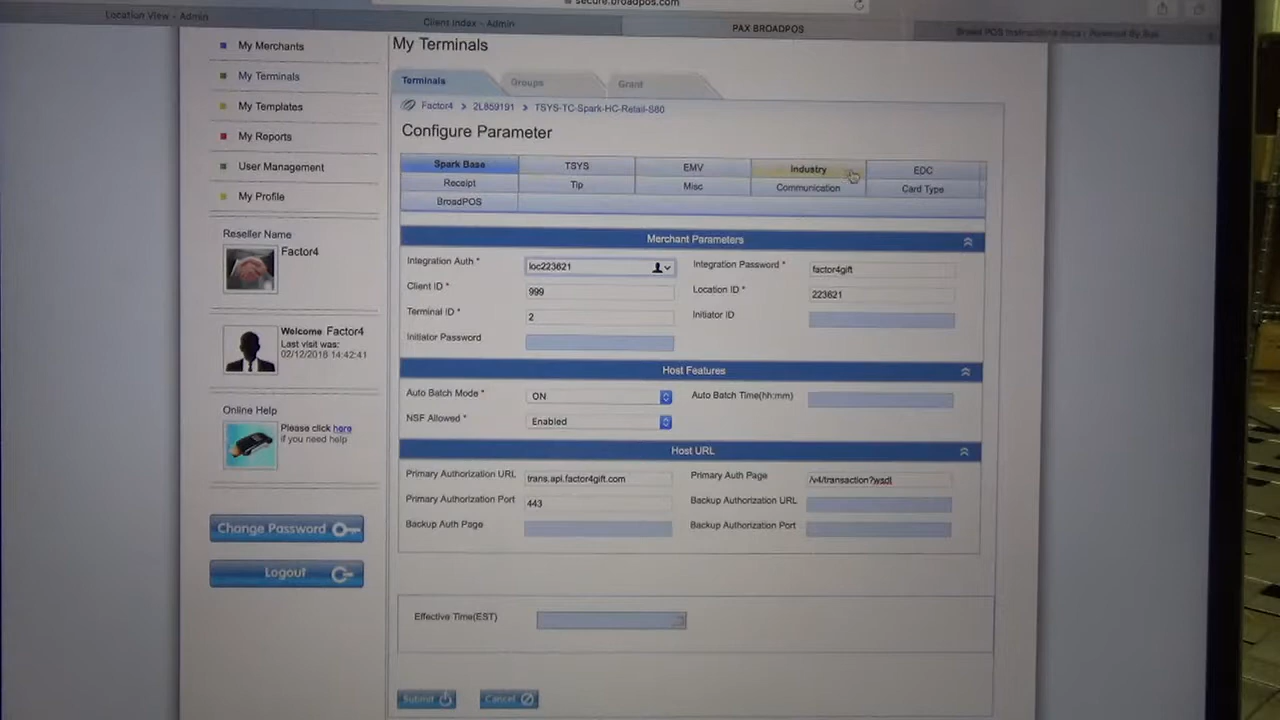 secure.broadpos.com
Location View - Admin
Client Index - Admin
PAX BROADPOS
My Merchants
My Terminals
My Templates
My Reports
User Management
My Profile
Reseller Name
Factor4
Welcome Factor4
Last visit was:
02/12/2016 14:42:41
Online Help
Please click here
if you need help
Change Password
Logout
My Terminals
Terminals Groups Grant
Factor4 > 2L859191 > TSYS-TC-Spark-HC-Retail-S80
Configure Parameter
Spark Base TSYS EMV Industry EDC
Receipt Tip Misc Communication Card Type
BroadPOS
Merchant Parameters
Integration Auth * loc223621 Integration Password * factor4gift
Client ID * 999 Location ID * 223621
Terminal ID * 2 Initiator ID
Initiator Password
Host Features
Auto Batch Mode * ON Auto Batch Time(hh:mm)
NSF Allowed * Enabled
Host URL
Primary Authorization URL trans.api.factor4gift.com Primary Auth Page /v4/transaction?wsdl
Primary Authorization Port 443 Backup Authorization URL
Backup Auth Page Backup Authorization Port
Effective Time(EST)
Submit Cancel